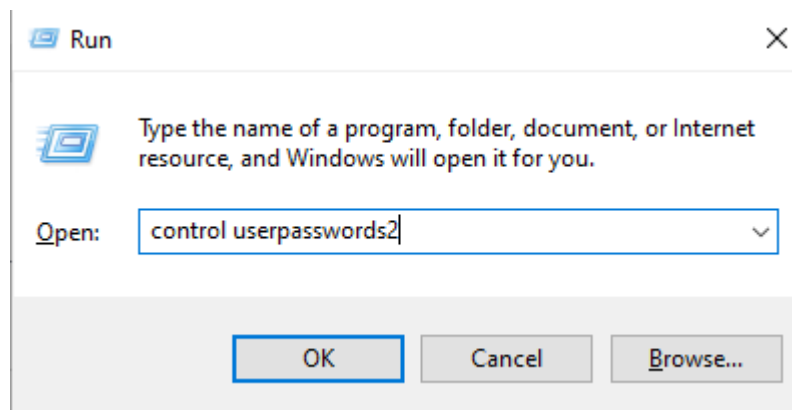 Run
Type the name of a program, folder, document, or Internet
resource, and Windows will open it for you.
Open: control userpasswords2
OK Cancel Browse...